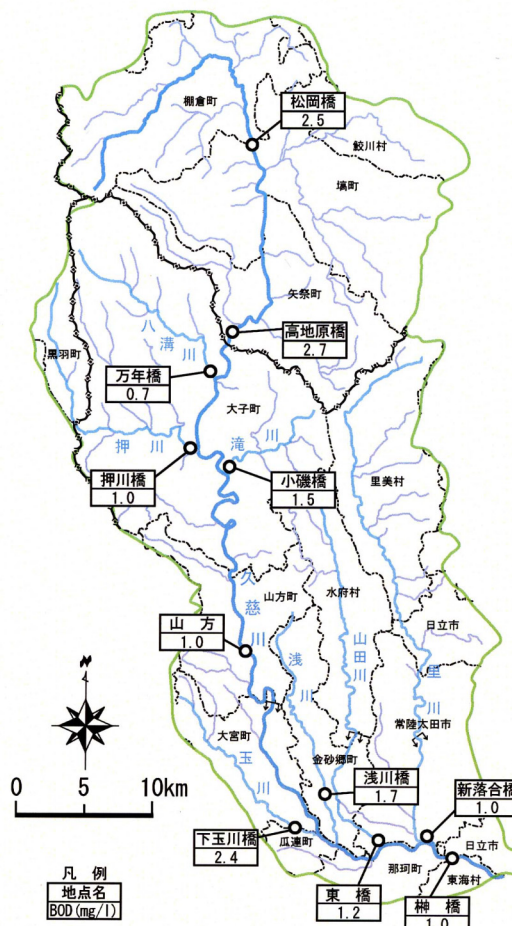 松岡橋
2.5
棚倉町
鮫川村
塙町
矢祭町
高地原橋
2.7
八溝川
黒羽町
万年橋
0.7
大子町
押川
滝川
押川橋
1.0
小磯橋
1.5
里美村
久慈川
山方町
水府村
山方
1.0
浅川
山田川
里川
日立市
N
大宮町
玉川
常陸太田市
金砂郷町
0 5 10km
浅川橋
1.7
新落合橋
1.0
下玉川橋
2.4
瓜連町
那珂町
日立市
東海村
東橋
1.2
榊橋
1.0
凡例
地点名
BOD(mg/l)